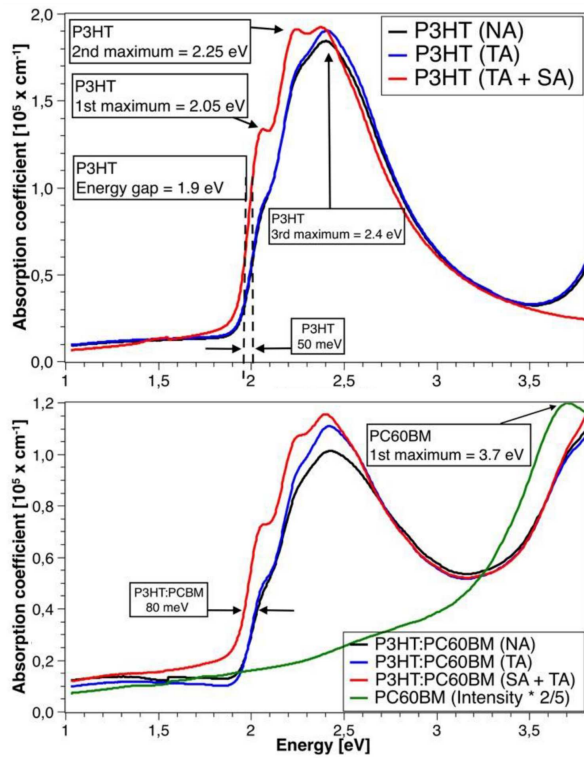 Absorption coefficient [10⁵ x cm⁻¹]
2,0
1,5
1,0
0,5
0,0
1
1,5
2
2,5
3
3,5
P3HT
2nd maximum = 2.25 eV
P3HT
1st maximum = 2.05 eV
P3HT
Energy gap = 1.9 eV
P3HT
3rd maximum = 2.4 eV
P3HT
50 meV
P3HT (NA)
P3HT (TA)
P3HT (TA + SA)
Absorption coefficient [10⁵ x cm⁻¹]
1,2
1,0
0,8
0,6
0,4
0,2
0,0
1
1,5
2
2,5
3
3,5
Energy [eV]
PC60BM
1st maximum = 3.7 eV
P3HT:PCBM
80 meV
P3HT:PC60BM (NA)
P3HT:PC60BM (TA)
P3HT:PC60BM (SA + TA)
PC60BM (Intensity * 2/5)